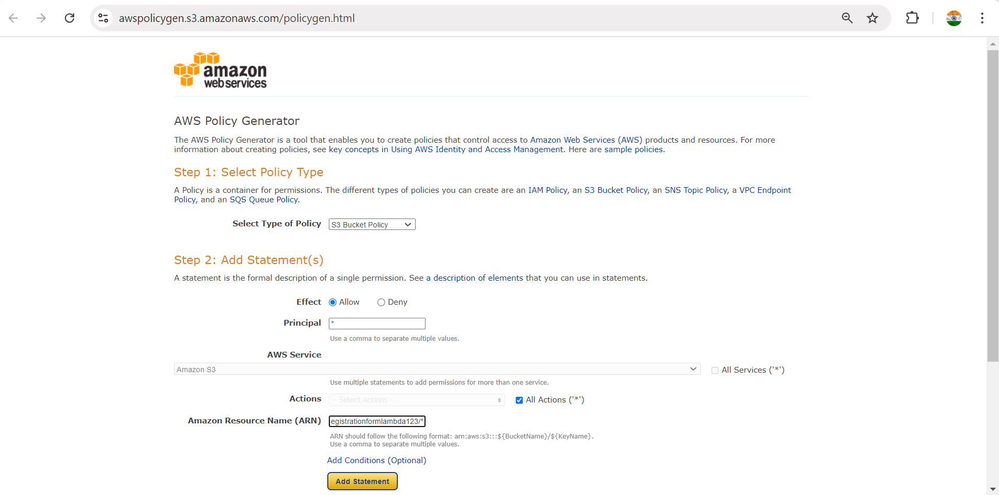 awspolicygen.s3.amazonaws.com/policygen.html
amazon
webservices
AWS Policy Generator
The AWS Policy Generator is a tool that enables you to create policies that control access to Amazon Web Services (AWS) products and resources. For more
information about creating policies, see key concepts in Using AWS Identity and Access Management. Here are sample policies.
Step 1: Select Policy Type
A Policy is a container for permissions. The different types of policies you can create are an IAM Policy, an S3 Bucket Policy, an SNS Topic Policy, a VPC Endpoint
Policy, and an SQS Queue Policy.
Select Type of Policy S3 Bucket Policy
Step 2: Add Statement(s)
A statement is the formal description of a single permission. See a description of elements that you can use in statements.
Effect Allow Deny
Principal *
Use a comma to separate multiple values.
AWS Service
Amazon S3 All Services ('*')
Use multiple statements to add permissions for more than one service.
Actions -- Select Actions -- All Actions ('*')
Amazon Resource Name (ARN) egistrationformlambda123/*
ARN should follow the following format: arn:aws:s3:::${BucketName}/${KeyName}.
Use a comma to separate multiple values.
Add Conditions (Optional)
Add Statement